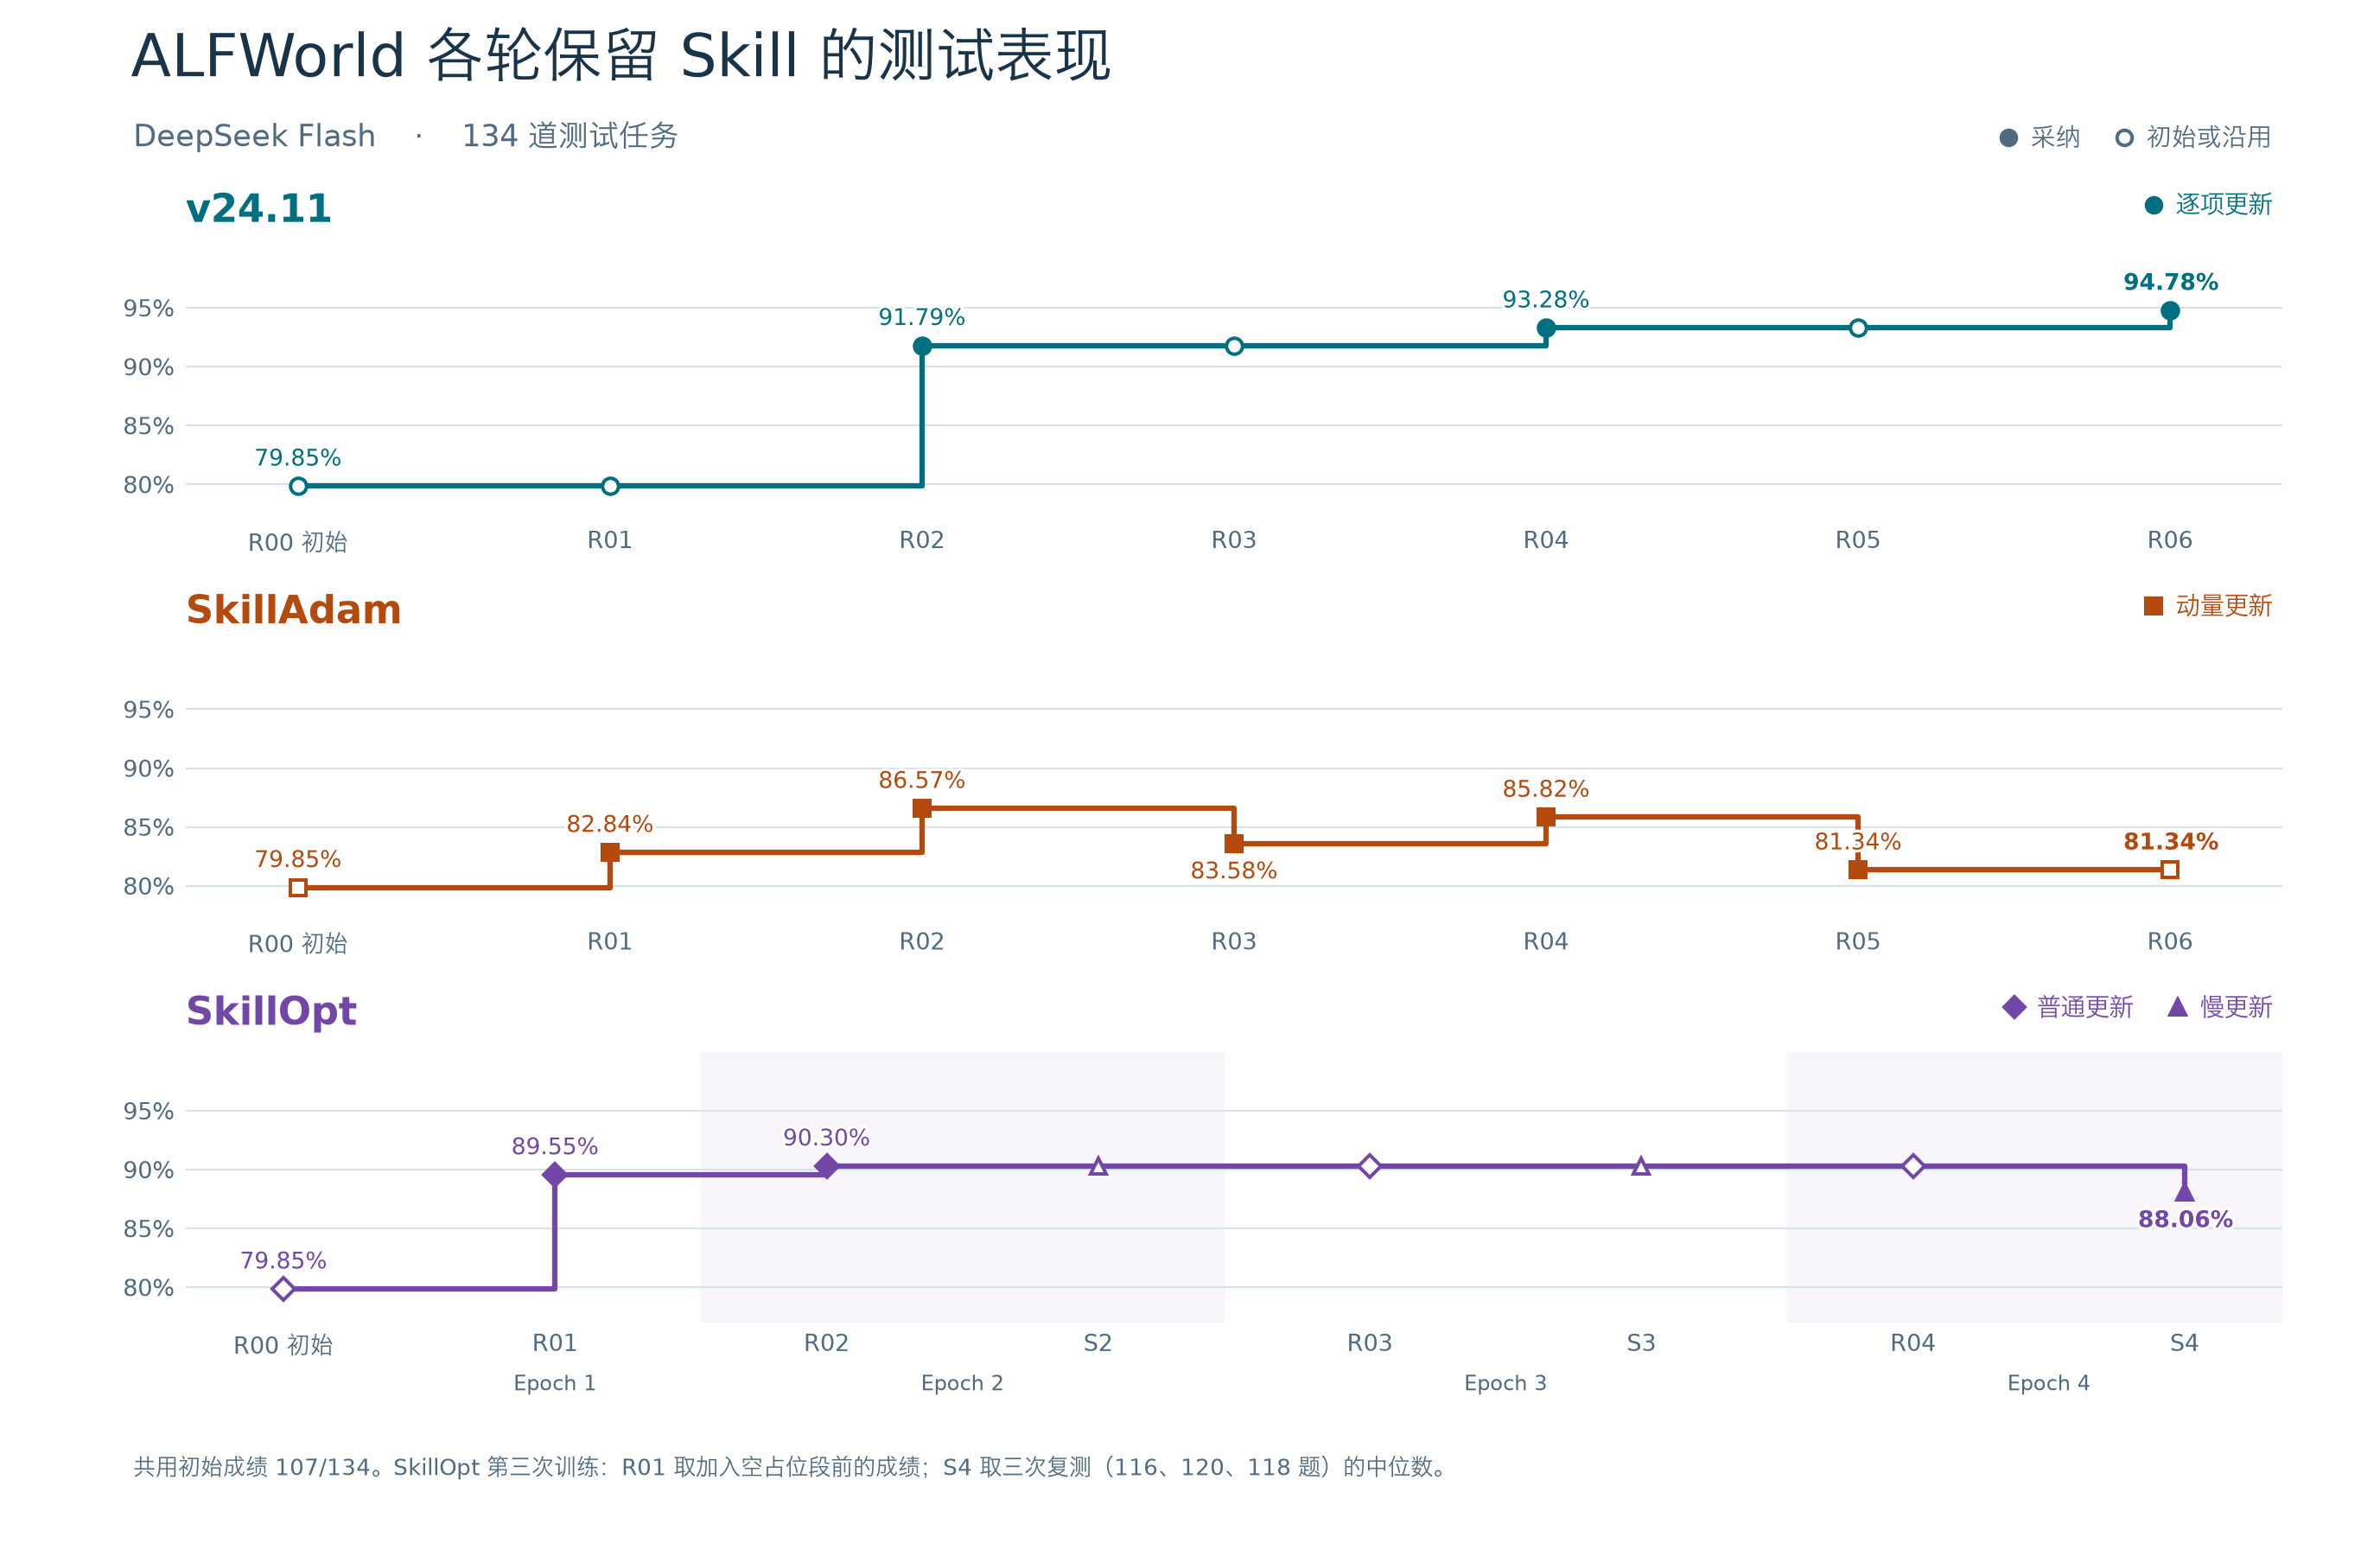 ALFWorld 各轮保留 Skill 的测试表现
DeepSeek Flash · 134 道测试任务
采纳 初始或沿用
v24.11
逐项更新
95%
90%
85%
80%
79.85%
91.79%
93.28%
94.78%
R00 初始 R01 R02 R03 R04 R05 R06
SkillAdam
动量更新
95%
90%
85%
80%
79.85%
82.84%
86.57%
83.58%
85.82%
81.34%
81.34%
R00 初始 R01 R02 R03 R04 R05 R06
SkillOpt
普通更新 慢更新
95%
90%
85%
80%
79.85%
89.55%
90.30%
88.06%
R00 初始 R01 R02 S2 R03 S3 R04 S4
Epoch 1 Epoch 2 Epoch 3 Epoch 4
共用初始成绩 107/134。SkillOpt 第三次训练：R01 取加入空占位段前的成绩；S4 取三次复测（116、120、118 题）的中位数。